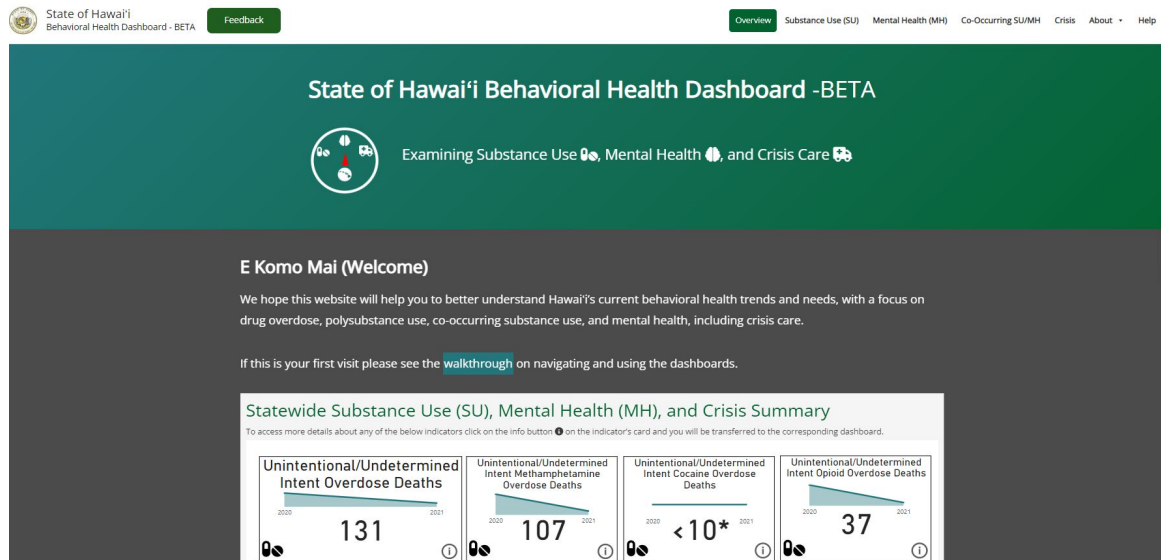 State of Hawaiʻi
Behavioral Health Dashboard - BETA
Feedback
Overview
Substance Use (SU)
Mental Health (MH)
Co-Occurring SU/MH
Crisis
About
Help
State of Hawaiʻi Behavioral Health Dashboard -BETA
Examining Substance Use, Mental Health, and Crisis Care
E Komo Mai (Welcome)
We hope this website will help you to better understand Hawaiʻi's current behavioral health trends and needs, with a focus on
drug overdose, polysubstance use, co-occurring substance use, and mental health, including crisis care.
If this is your first visit please see the walkthrough on navigating and using the dashboards.
Statewide Substance Use (SU), Mental Health (MH), and Crisis Summary
To access more details about any of the below indicators click on the info button on the indicator's card and you will be transferred to the corresponding dashboard.
Unintentional/Undetermined
Intent Overdose Deaths
2020
2021
131
Unintentional/Undetermined
Intent Methamphetamine
Overdose Deaths
2020
2021
107
Unintentional/Undetermined
Intent Cocaine Overdose
Deaths
2020
2021
<10*
Unintentional/Undetermined
Intent Opioid Overdose Deaths
2020
2021
37